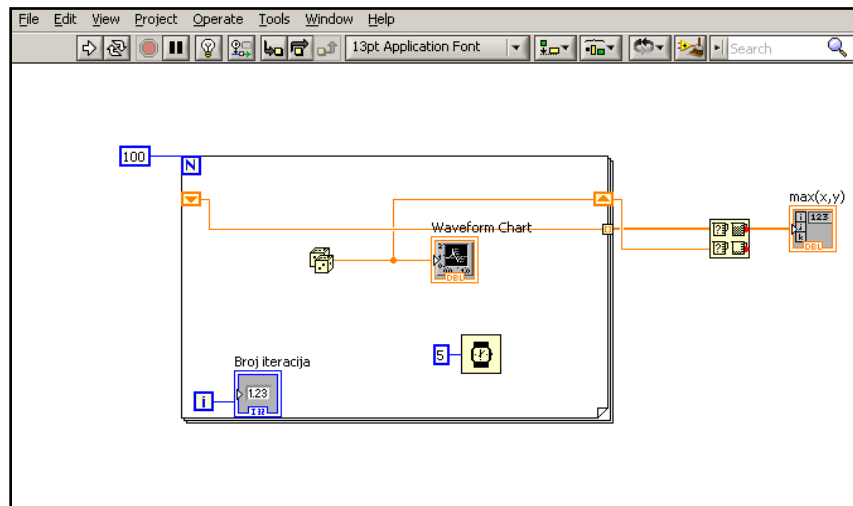 File Edit View Project Operate Tools Window Help
13pt Application Font
Search
100
N
max(x,y)
123
DBL
Waveform Chart
DBL
5
Broj iteracija
1.23
I32
i